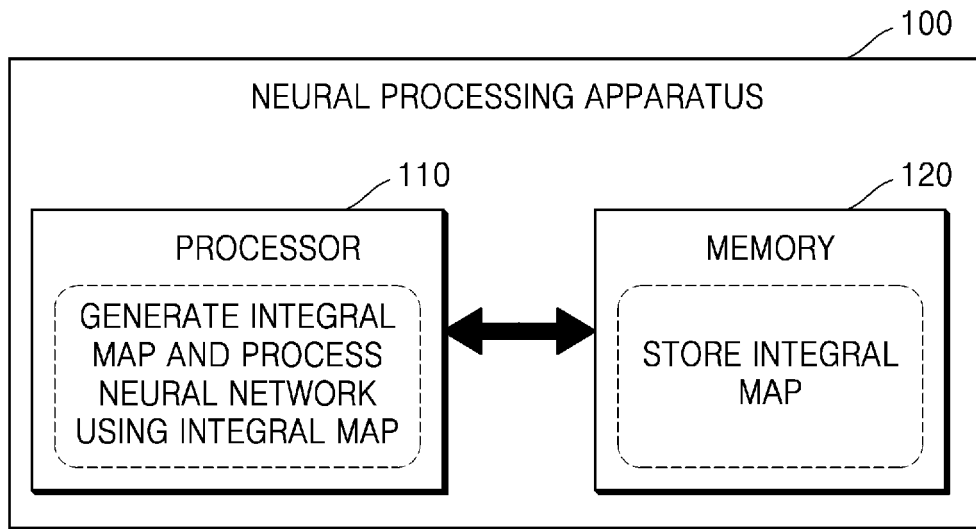 100
NEURAL PROCESSING APPARATUS
110
PROCESSOR
GENERATE INTEGRAL
MAP AND PROCESS
NEURAL NETWORK
USING INTEGRAL MAP
120
MEMORY
STORE INTEGRAL
MAP